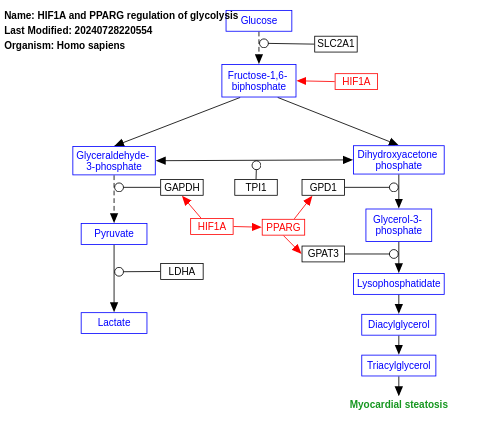 Name: HIF1A and PPARG regulation of glycolysis
Last Modified: 20240728220554
Organism: Homo sapiens
Glucose
SLC2A1
Fructose-1,6-
biphosphate
HIF1A
Glyceraldehyde-
3-phosphate
Dihydroxyacetone
phosphate
GAPDH
TPI1
GPD1
HIF1A
PPARG
Glycerol-3-
phosphate
Pyruvate
GPAT3
LDHA
Lysophosphatidate
Lactate
Diacylglycerol
Triacylglycerol
Myocardial steatosis